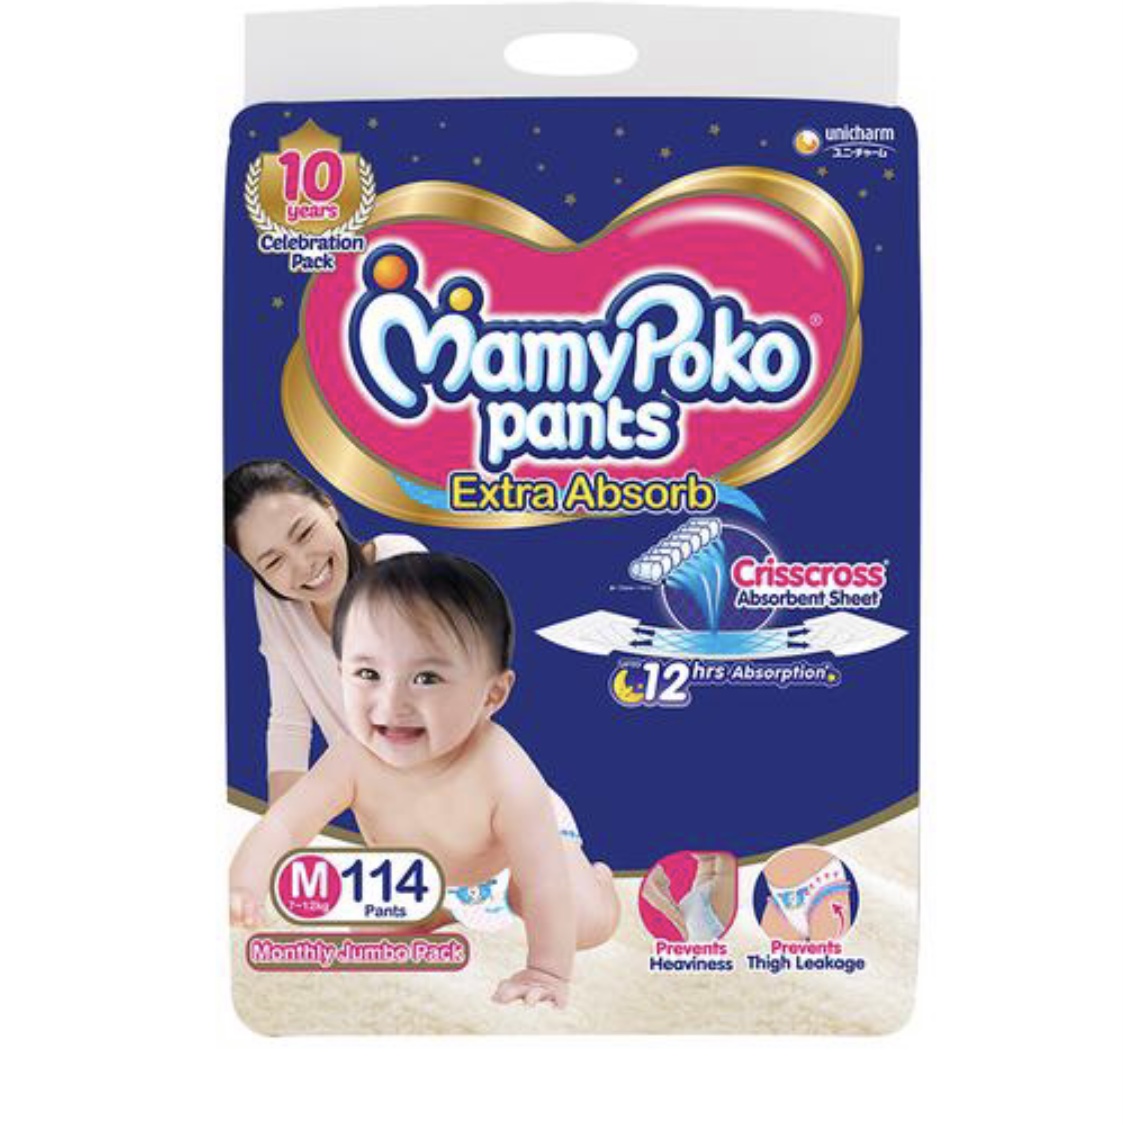 unicharm
ユニ・チャーム
10
years
Celebration
Pack
MamyPoko
®
pants
Extra Absorb
Crisscross*
Absorbent Sheet
12 hrs Absorption*
M 114
7~12kg
Pants
Monthly Jumbo Pack
Prevents
Heaviness
Prevents
Thigh Leakage